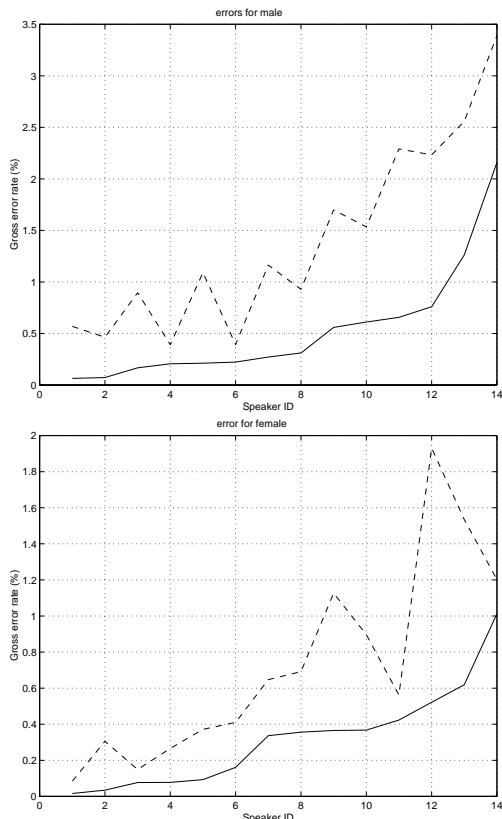 errors for male
3.5
3
2.5
2
1.5
1
0.5
0
Gross error rate (%)
0 2 4 6 8 10 12 14
Speaker ID
error for female
2
1.8
1.6
1.4
1.2
1
0.8
0.6
0.4
0.2
0
Gross error rate (%)
0 2 4 6 8 10 12 14
Speaker ID